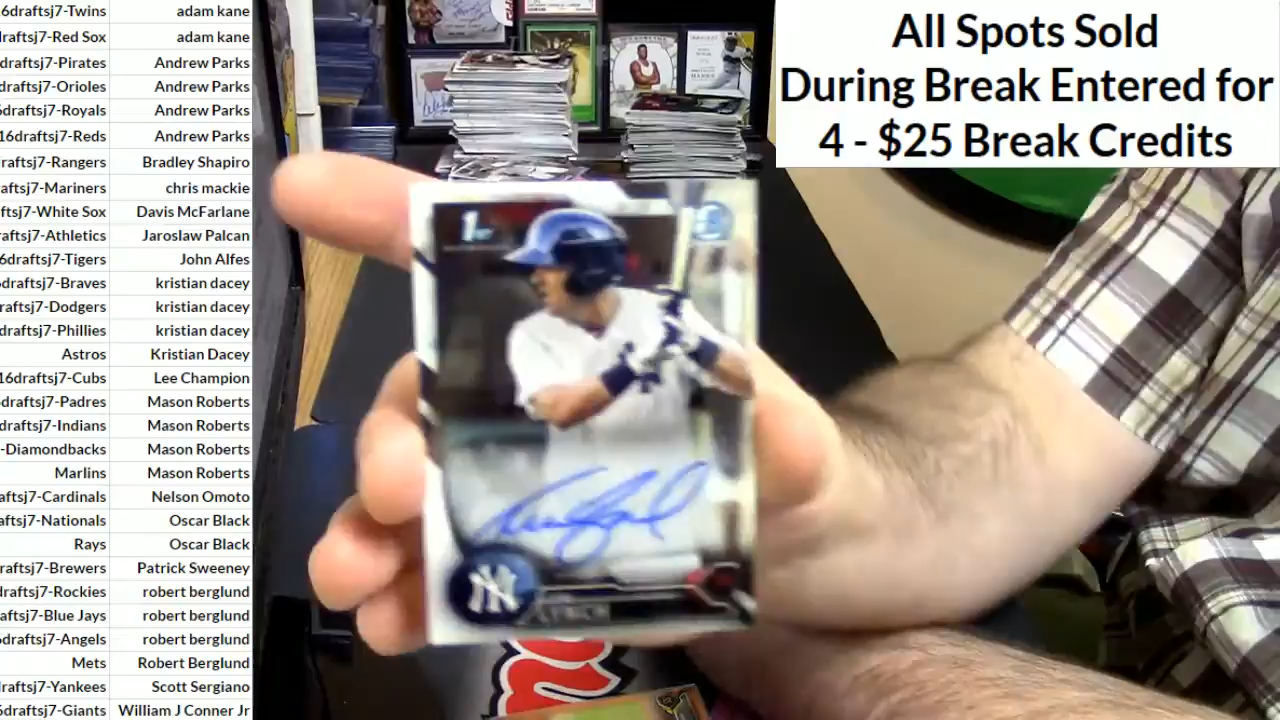 6draftsj7-Twins adam kane
draftsj7-Red Sox adam kane
draftsj7-Pirates Andrew Parks
draftsj7-Orioles Andrew Parks
6draftsj7-Royals Andrew Parks
16draftsj7-Reds Andrew Parks
raftsj7-Rangers Bradley Shapiro
aftsj7-Mariners chris mackie
ftsj7-White Sox Davis McFarlane
raftsj7-Athletics Jaroslaw Palcan
6draftsj7-Tigers John Alfes
draftsj7-Braves kristian dacey
raftsj7-Dodgers kristian dacey
draftsj7-Phillies kristian dacey
Astros Kristian Dacey
16draftsj7-Cubs Lee Champion
draftsj7-Padres Mason Roberts
draftsj7-Indians Mason Roberts
-Diamondbacks Mason Roberts
Marlins Mason Roberts
aftsj7-Cardinals Nelson Omoto
aftsj7-Nationals Oscar Black
Rays Oscar Black
raftsj7-Brewers Patrick Sweeney
draftsj7-Rockies robert berglund
raftsj7-Blue Jays robert berglund
6draftsj7-Angels robert berglund
Mets Robert Berglund
raftsj7-Yankees Scott Sergiano
6draftsj7-Giants William J Conner Jr
All Spots Sold
During Break Entered for
4 - $25 Break Credits
1st
NY
LYNCH